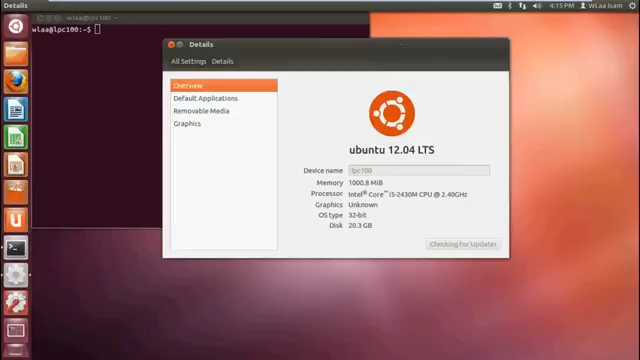 Details
4:15 PM
WLaa Isam
wlaa@lpc100: ~
wlaa@lpc100:~$
Details
All Settings
Details
Overview
Default Applications
Removable Media
Graphics
ubuntu 12.04 LTS
Device name lpc100
Memory 1000.8 MiB
Processor Intel® Core™ i5-2430M CPU @ 2.40GHz
Graphics Unknown
OS type 32-bit
Disk 20.3 GB
Checking for Updates